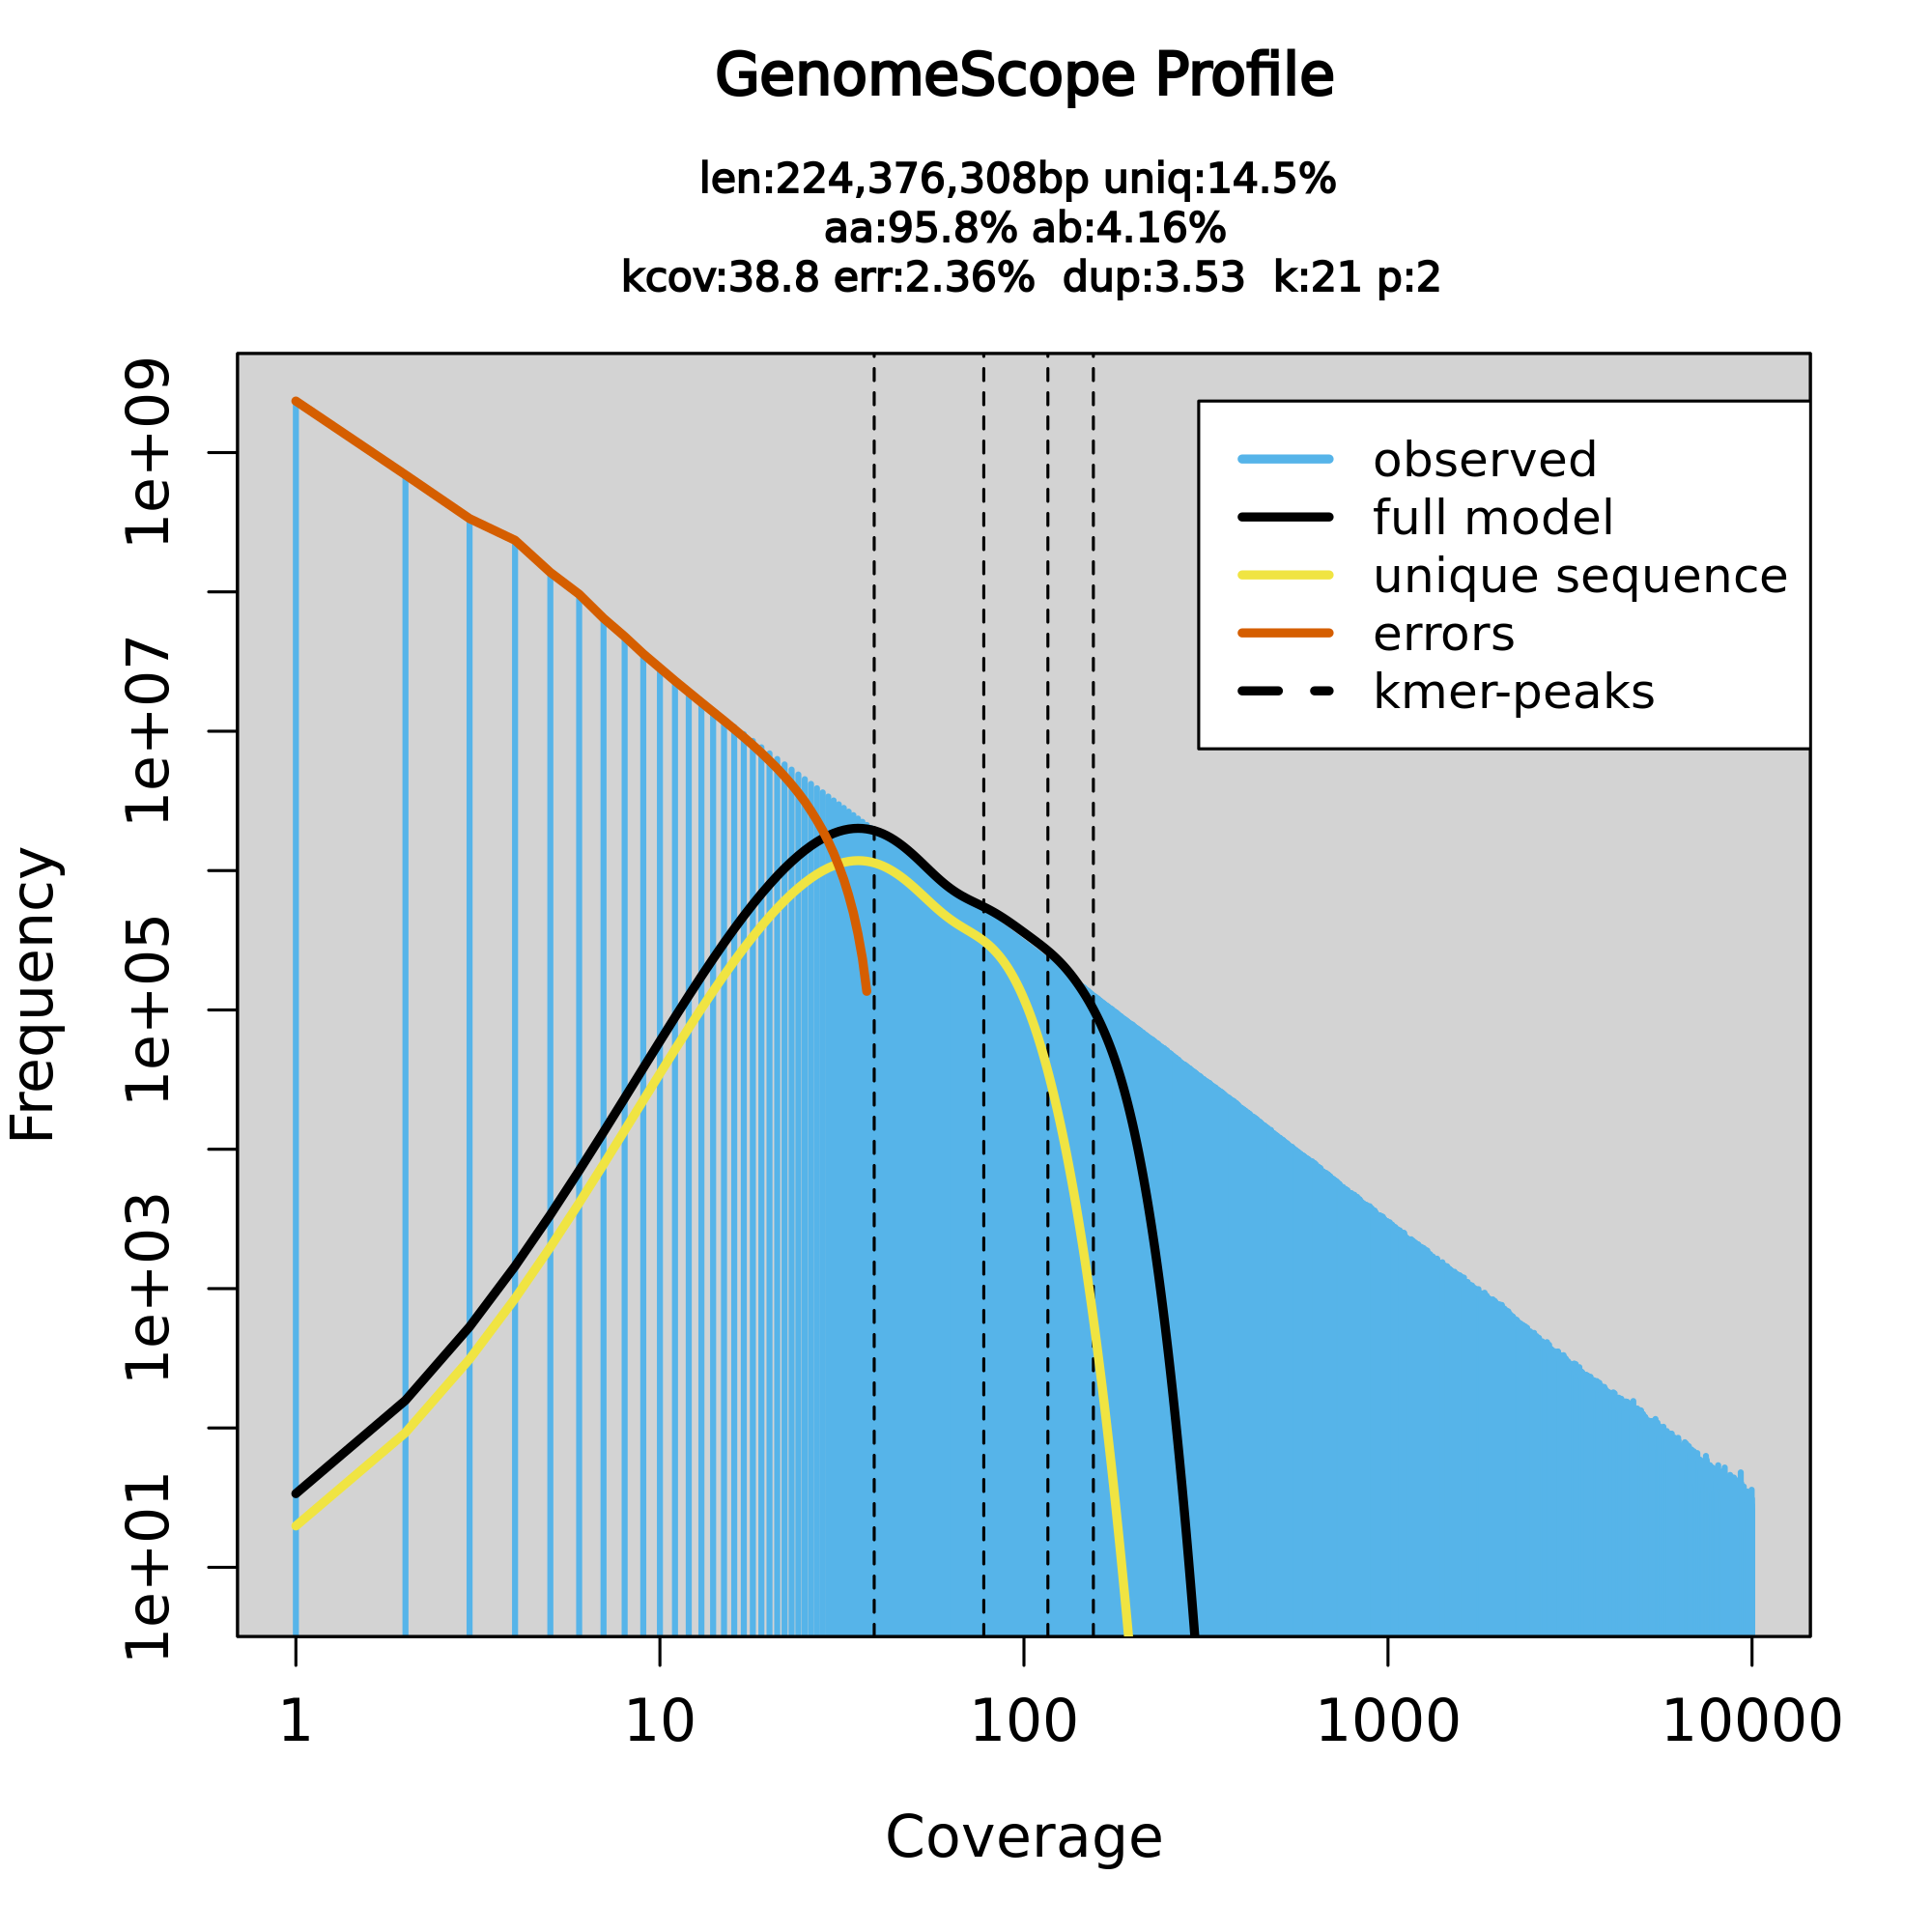 GenomeScope Profile
len:224,376,308bp uniq:14.5%
aa:95.8% ab:4.16%
kcov:38.8 err:2.36% dup:3.53 k:21 p:2
observed
full model
unique sequence
errors
kmer-peaks
Frequency
1e+09
1e+07
1e+05
1e+03
1e+01
1 10 100 1000 10000
Coverage